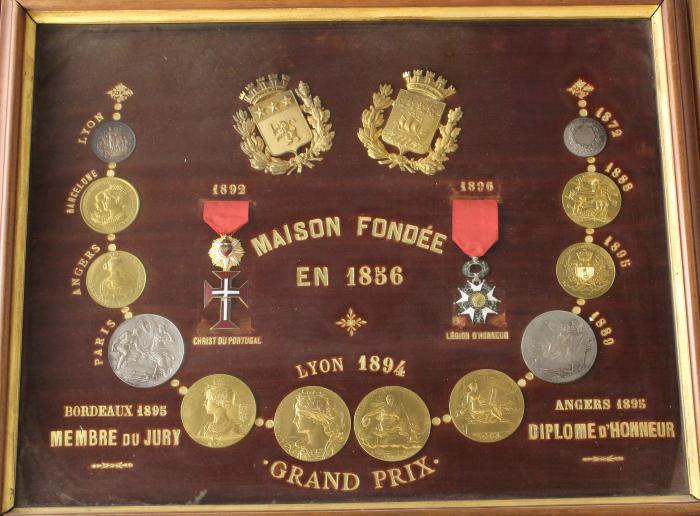 LYON
1872
BARCELONE
1888
1892
1896
MAISON FONDÉE
EN 1856
ANGERS
1895
PARIS
1889
CHRIST DU PORTUGAL
LÉGION D'HONNEUR
LYON 1894
BORDEAUX 1895
MEMBRE DU JURY
ANGERS 1895
DIPLOME D'HONNEUR
GRAND PRIX